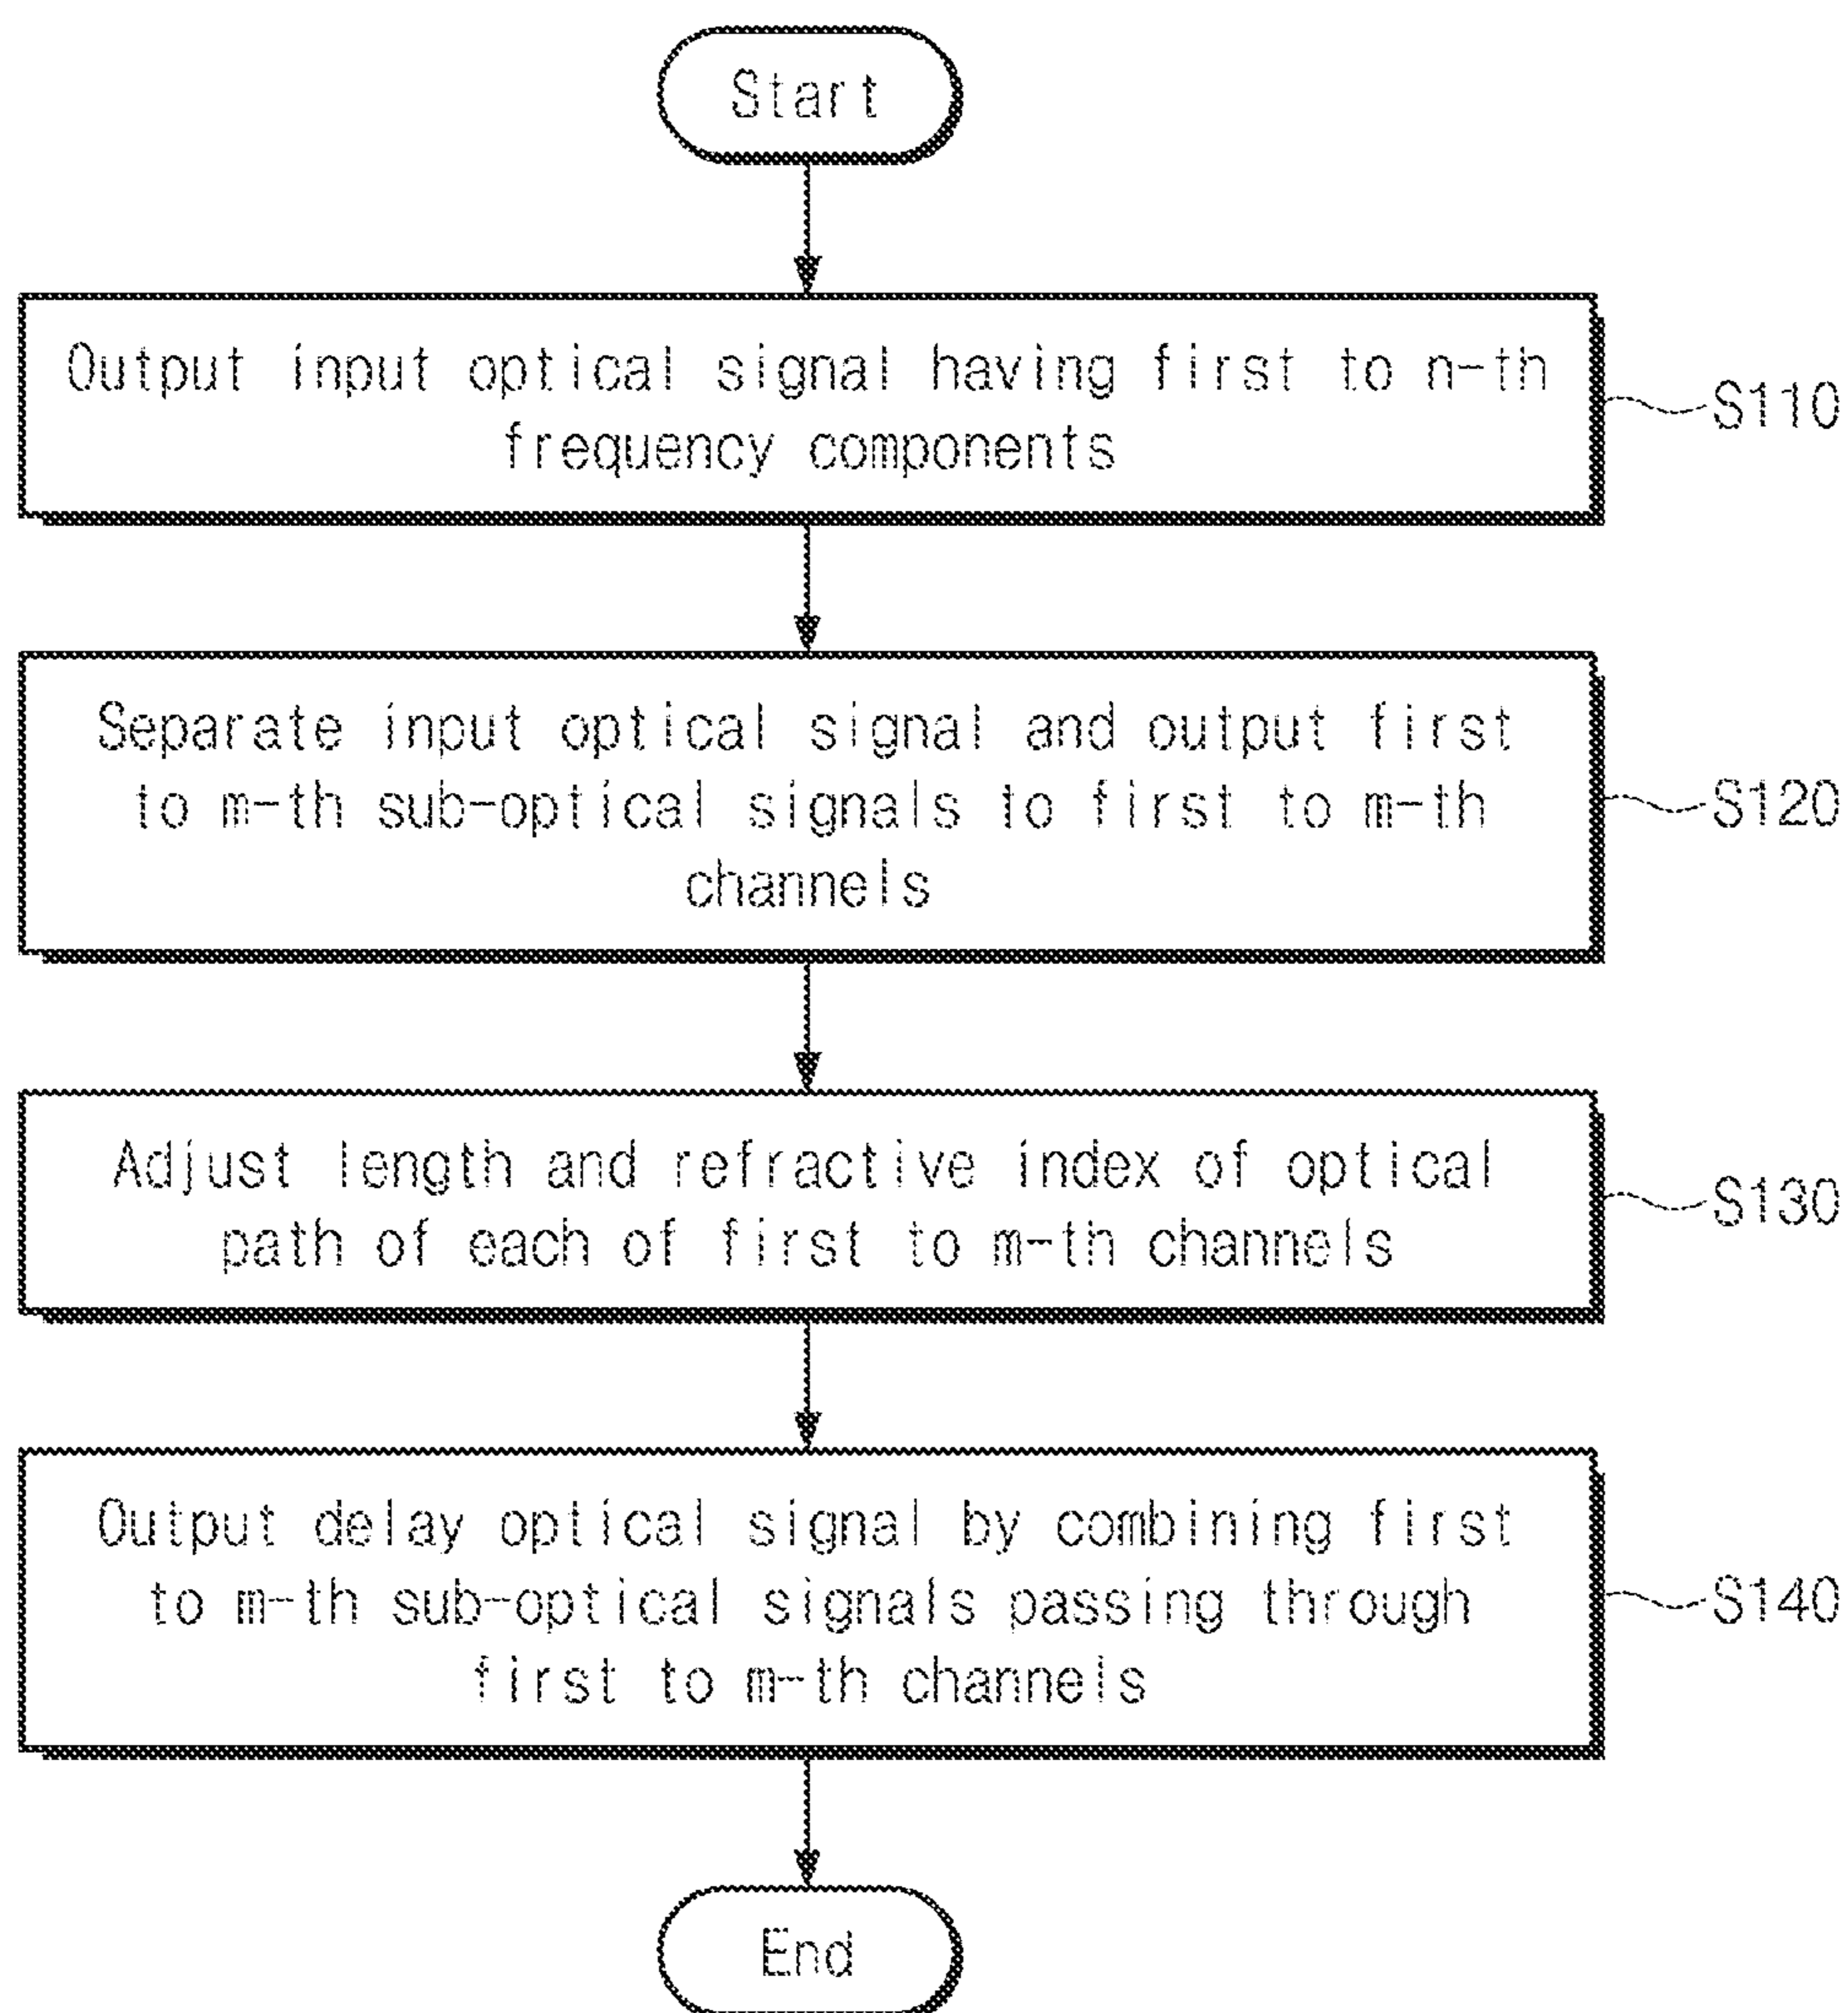 Start
Output input optical signal having first to n-th
frequency components
S110
Separate input optical signal and output first
to m-th sub-optical signals to first to m-th
channels
S120
Adjust length and refractive index of optical
path of each of first to m-th channels
S130
Output delay optical signal by combining first
to m-th sub-optical signals passing through
first to m-th channels
S140
End